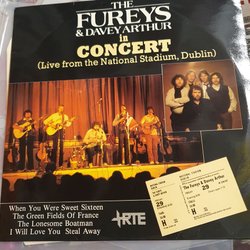 THE
FUREYS
& DAVEY ARTHUR
in
CONCERT
(Live from the National Stadium, Dublin)
When You Were Sweet Sixteen
The Green Fields Of France
The Lonesome Boatman
I Will Love You Steal Away
RTE
The Fureys & Davey Arthur
29
H
29
H